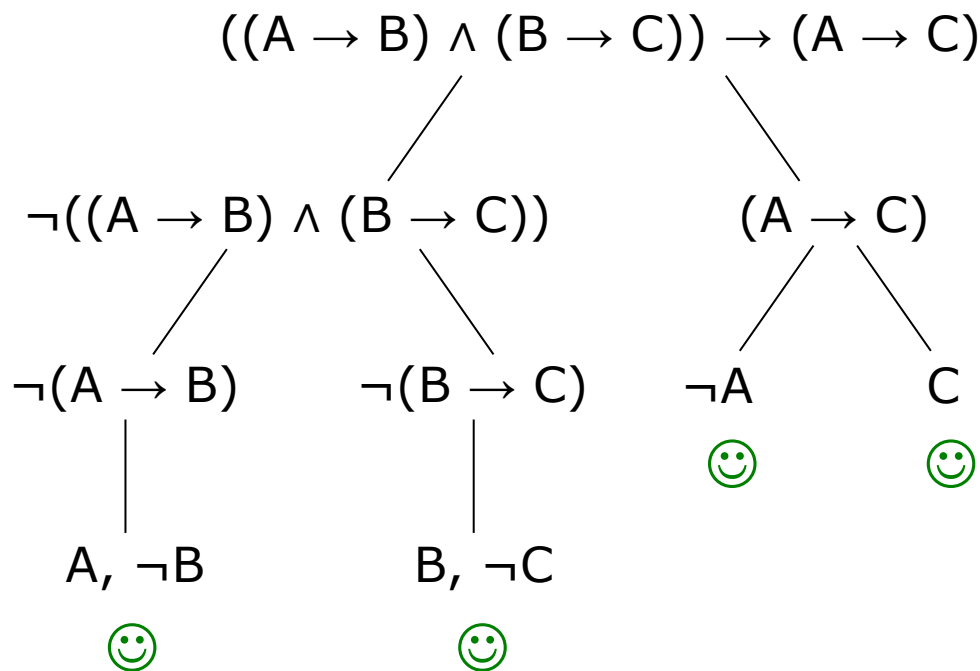 ((A → B) ∧ (B → C)) → (A → C)
¬((A → B) ∧ (B → C)) (A → C)
¬(A → B) ¬(B → C) ¬A C
A, ¬B B, ¬C